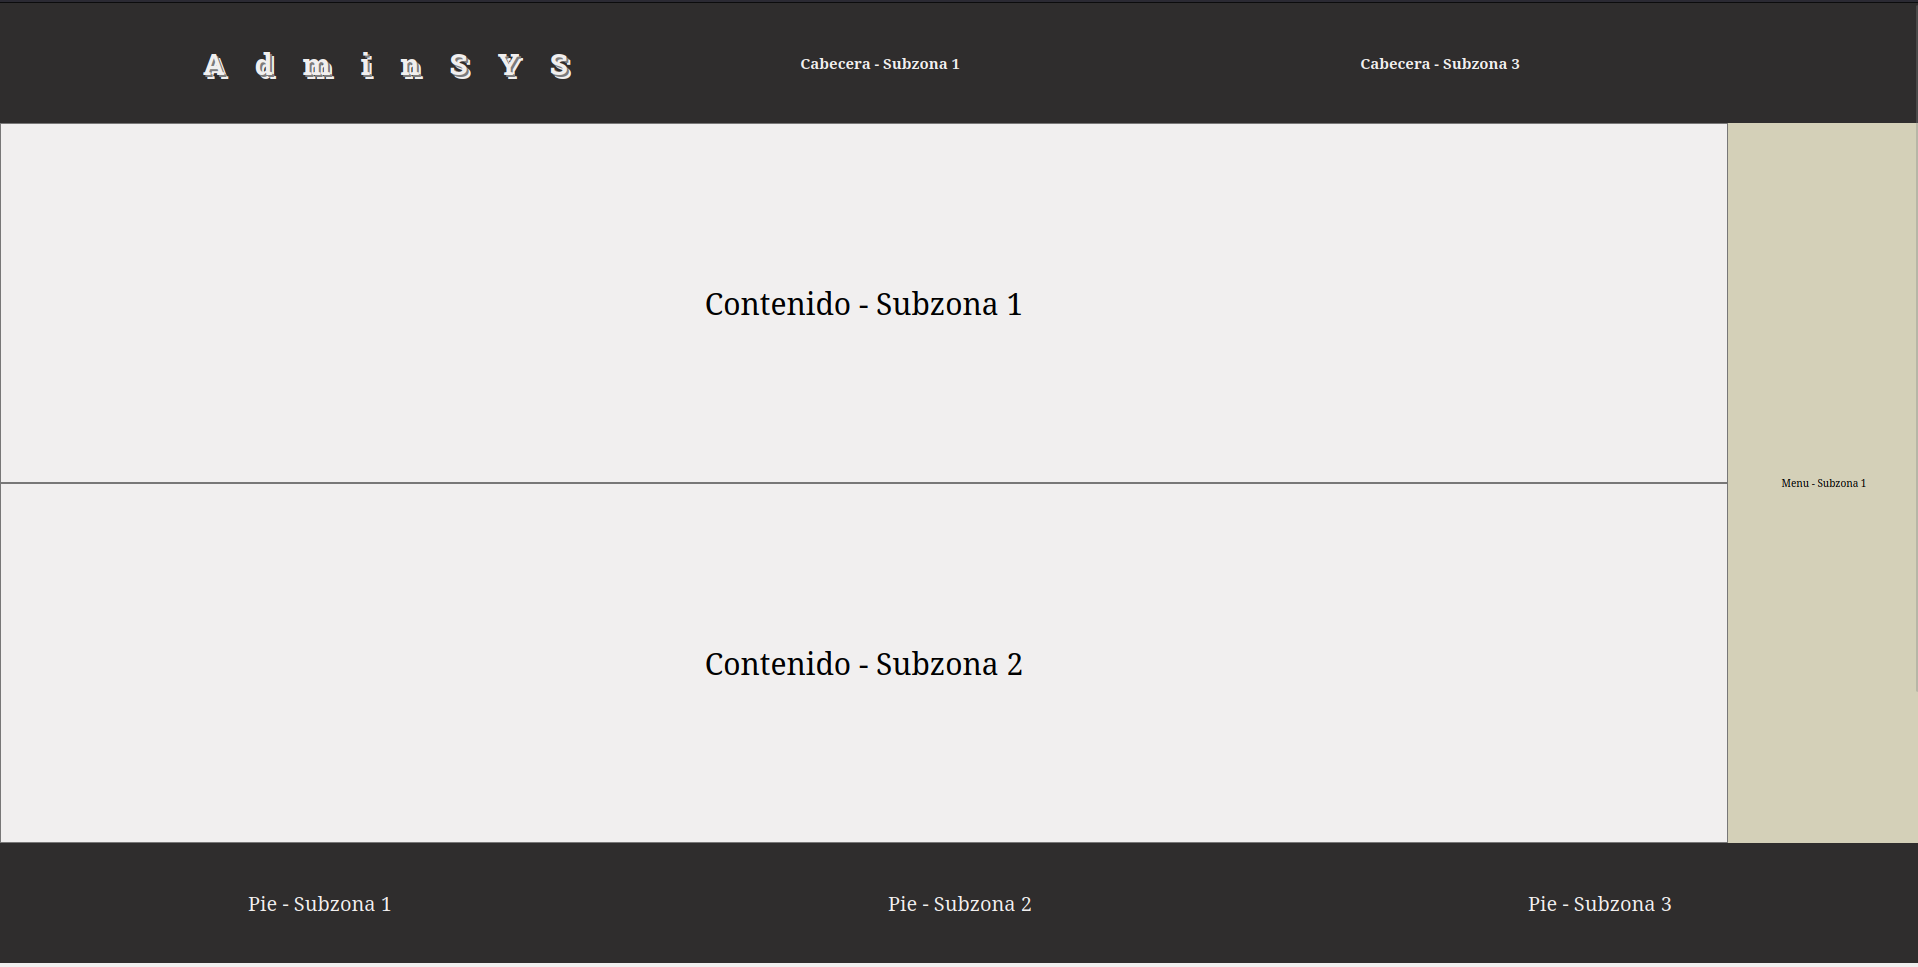 A d m i n S Y S
Cabecera - Subzona 1
Cabecera - Subzona 3
Contenido - Subzona 1
Menu - Subzona 1
Contenido - Subzona 2
Pie - Subzona 1
Pie - Subzona 2
Pie - Subzona 3